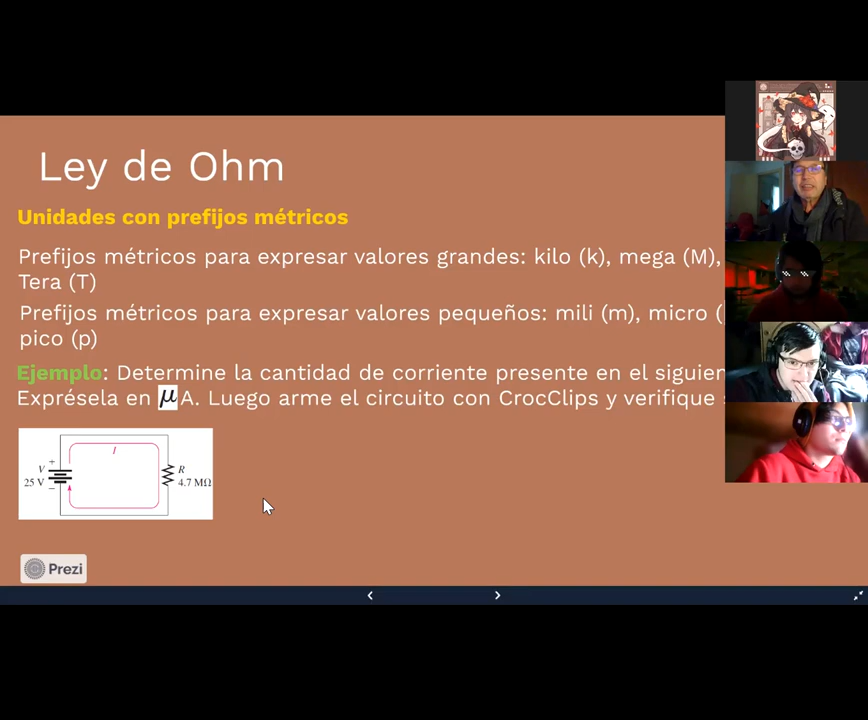 Ley de Ohm
Unidades con prefijos métricos
Prefijos métricos para expresar valores grandes: kilo (k), mega (M),
Tera (T)
Prefijos métricos para expresar valores pequeños: mili (m), micro (
pico (p)
Ejemplo: Determine la cantidad de corriente presente en el siguien
Exprésela en μ A. Luego arme el circuito con CrocClips y verifique
I
+
V
25 V
−
R
4.7 MΩ
Prezi